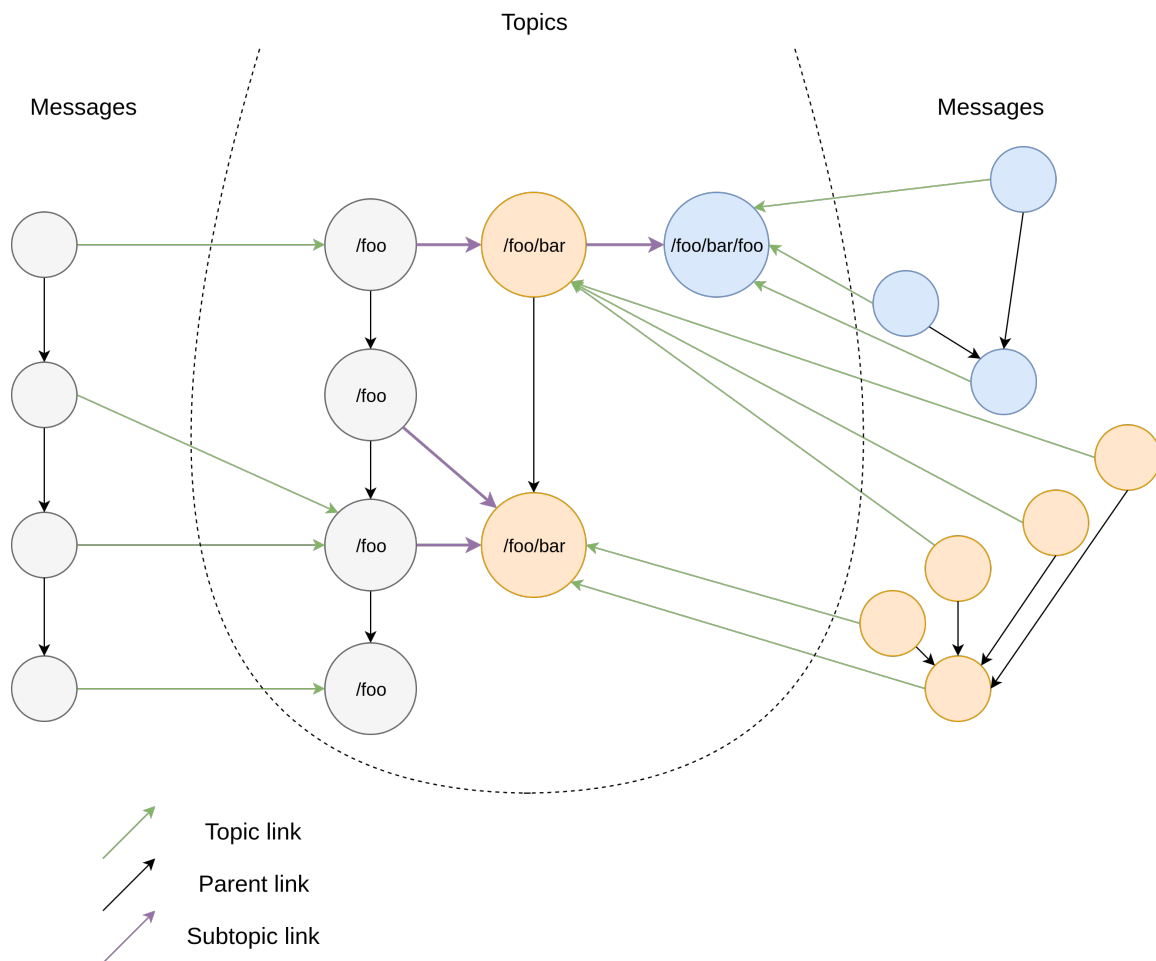 Topics
Messages
Messages
/foo
/foo/bar
/foo/bar/foo
/foo
/foo
/foo/bar
/foo
Topic link
Parent link
Subtopic link